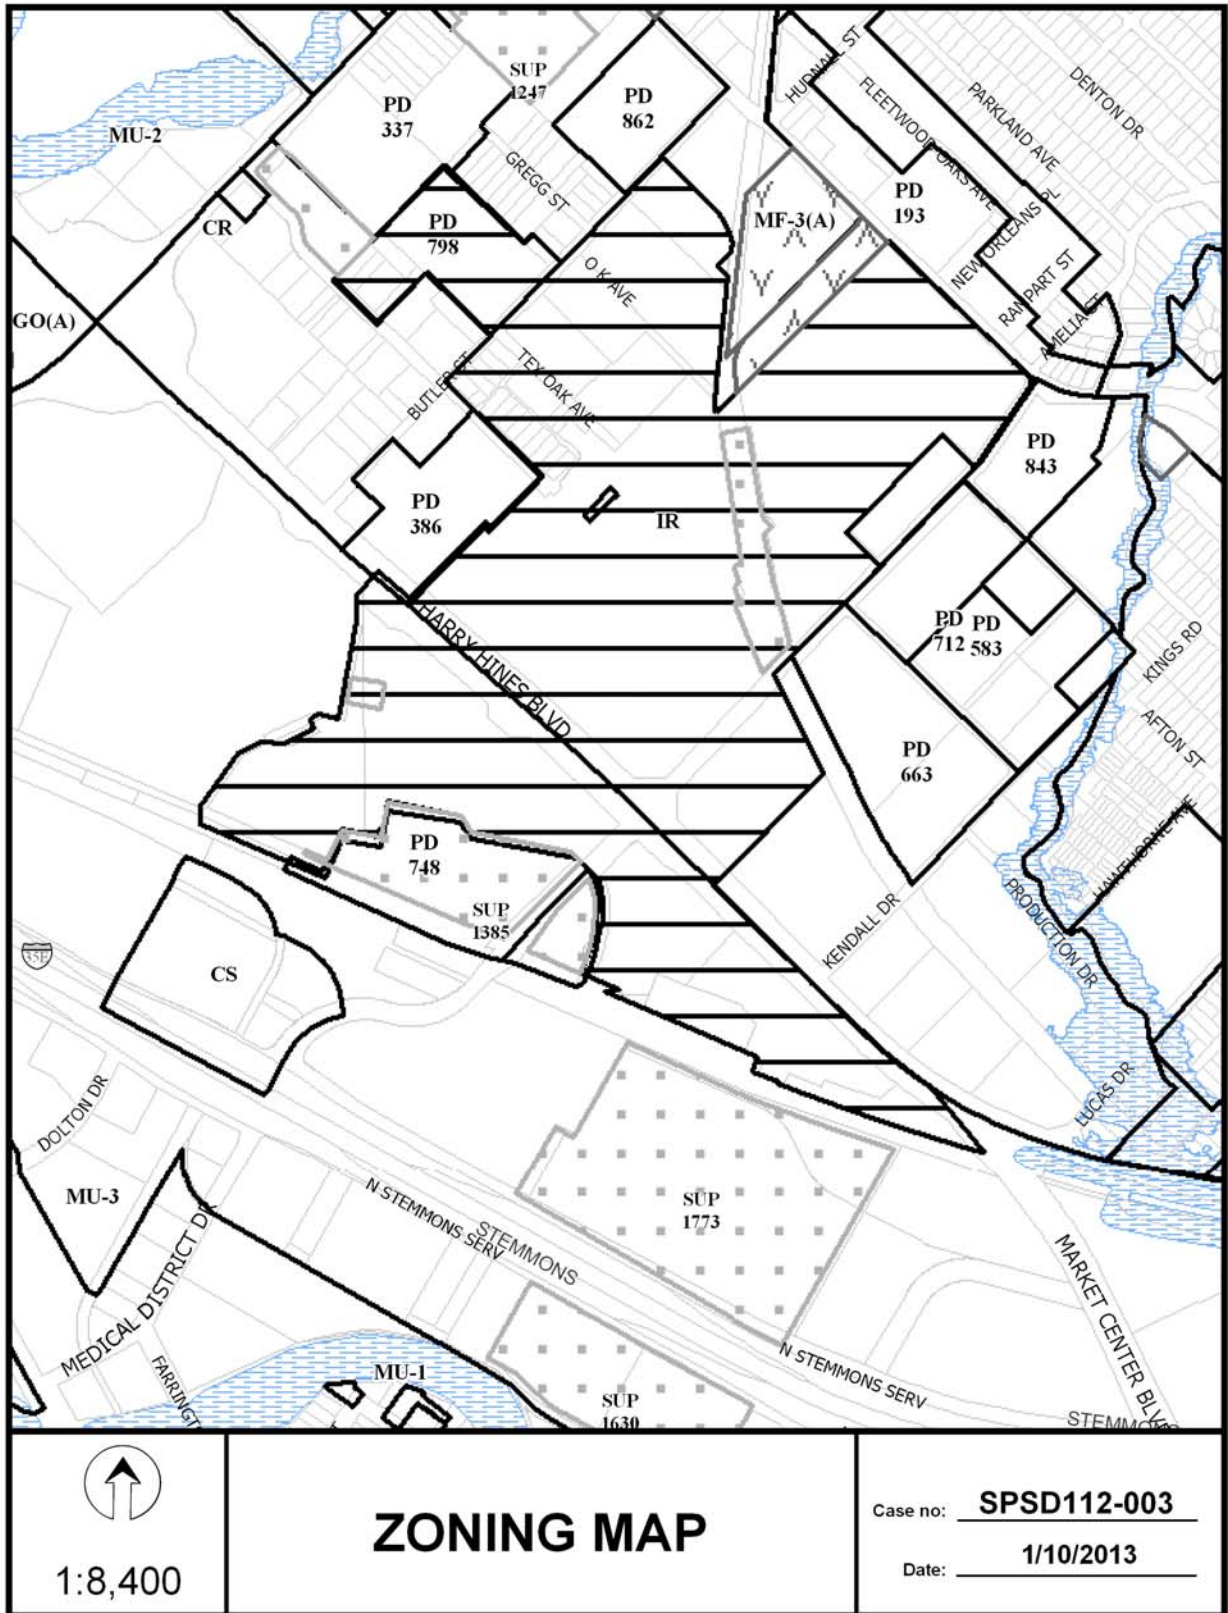 SUP
1247
PD
337
PD
862
MU-2
HUDNALL ST
FLEETWOOD OAKS AVE
PARKLAND AVE
DENTON DR
GREGG ST
PD
193
MF-3(A)
NEW ORLEANS PL
CR
PD
798
O K AVE
RAMPART ST
AMELIA ST
GO(A)
BUTLER ST
TEX OAK AVE
PD
843
PD
386
IR
HARRY HINES BLVD
PD
712
PD
583
KINGS RD
AFTON ST
PD
663
HAWTHORNE AVE
PD
748
SUP
1385
KENDALL DR
PRODUCTION DR
35E
CS
LUCAS DR
DOLTON DR
MU-3
N STEMMONS SERV
STEMMONS
SUP
1773
MEDICAL DISTRICT DR
MARKET CENTER BLVD
N STEMMONS SERV
MU-1
SUP
1630
1:8,400
ZONING MAP
Case no: SPSD112-003
Date: 1/10/2013